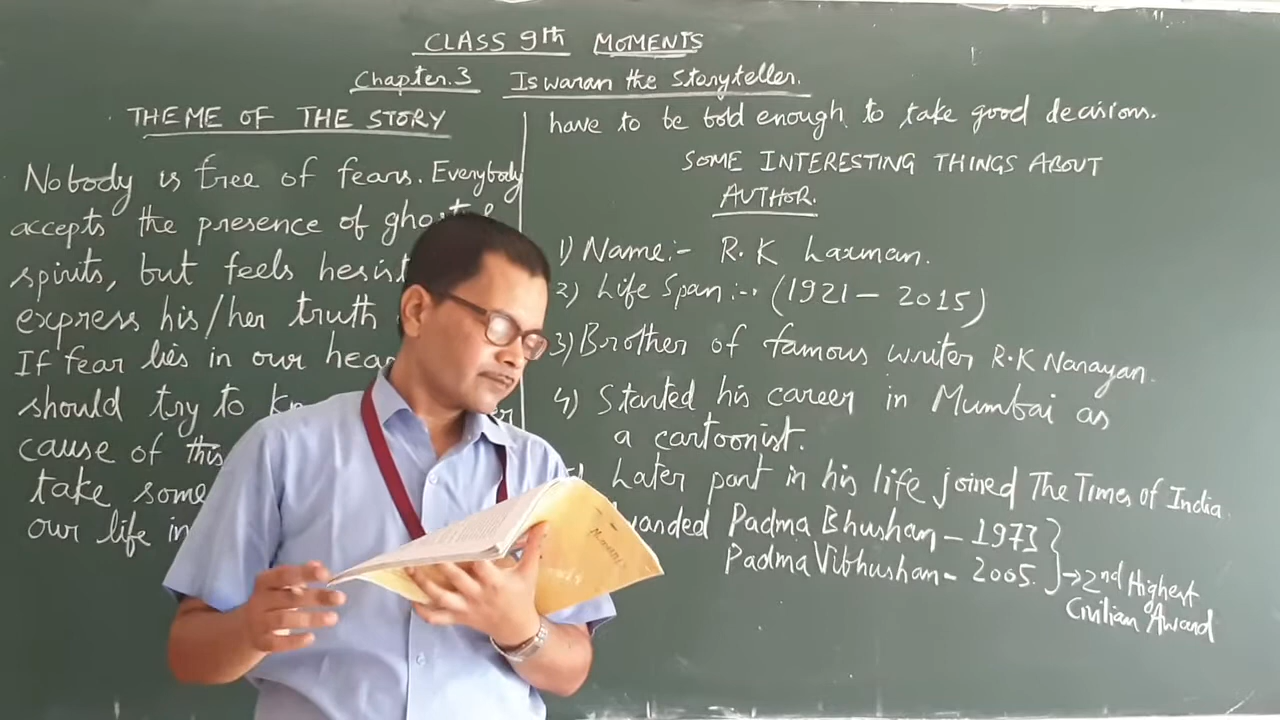 CLASS 9th MOMENTS
Chapter.3 Iswaran the Storyteller.
THEME OF THE STORY
Nobody is free of fears. Everybody
accepts the presence of
spirits, but feels
express his/her truth
If fear lies in our
should try to
cause of this
take some
our life in
have to be bold enough to take good decisions.
SOME INTERESTING THINGS ABOUT
AUTHOR.
1) Name:- R.K Laxman.
2) Life Span:-. (1921 - 2015)
3) Brother of famous writer R.K Narayan.
4) Started his career in Mumbai as
a cartoonist.
Later part in his life joined The Times of India.
Padma Bhushan - 1973
Padma Vibhushan - 2005. → 2nd Highest
Civilian Award
Moments